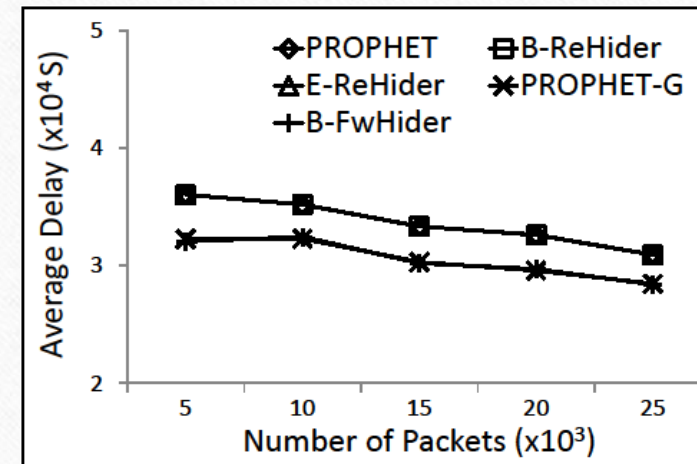 Average Delay (x10⁴ S)
5
4
3
2
PROPHET B-ReHider
E-ReHider PROPHET-G
B-FwHider
5 10 15 20 25
Number of Packets (x10³)